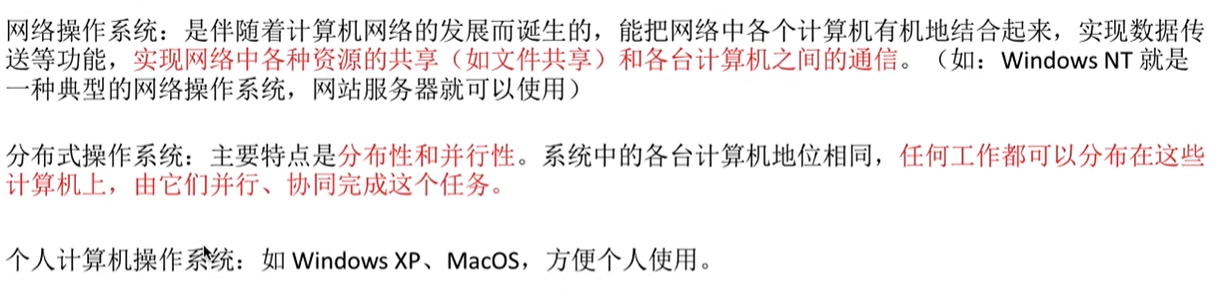 网络操作系统：是伴随着计算机网络的发展而诞生的，能把网络中各个计算机有机地结合起来，实现数据传
送等功能，实现网络中各种资源的共享（如文件共享）和各台计算机之间的通信。（如：Windows NT 就是
一种典型的网络操作系统，网站服务器就可以使用）
分布式操作系统：主要特点是分布性和并行性。系统中的各台计算机地位相同，任何工作都可以分布在这些
计算机上，由它们并行、协同完成这个任务。
个人计算机操作系统：如 Windows XP、MacOS，方便个人使用。